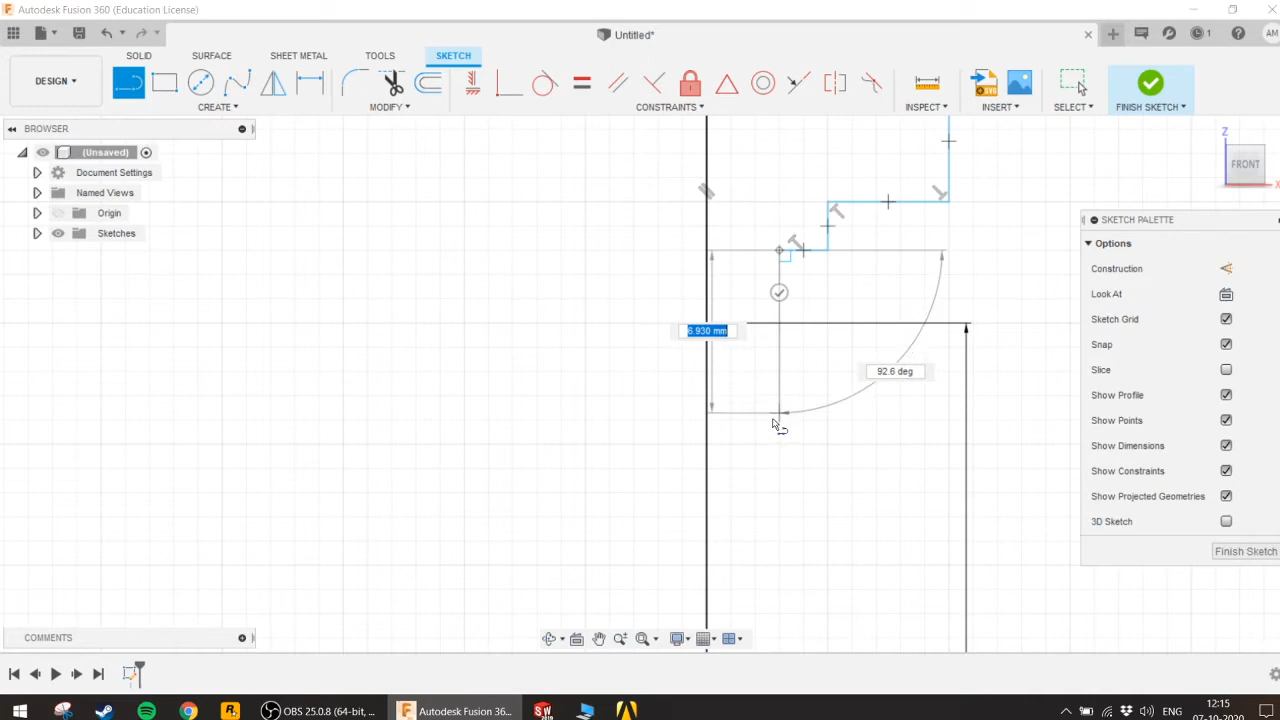 Autodesk Fusion 360 (Education License)
Untitled*
1
AM
SOLID
SURFACE
SHEET METAL
TOOLS
SKETCH
DESIGN
CREATE
MODIFY
CONSTRAINTS
INSPECT
INSERT
SELECT
FINISH SKETCH
BROWSER
(Unsaved)
Document Settings
Named Views
Origin
Sketches
Z
FRONT
X
SKETCH PALETTE
Options
Construction
Look At
Sketch Grid
Snap
Slice
Show Profile
Show Points
Show Dimensions
Show Constraints
Show Projected Geometries
3D Sketch
Finish Sketch
6.930 mm
92.6 deg
COMMENTS
OBS 25.0.8 (64-bit, ...
Autodesk Fusion 36...
12:15
07-10-2020